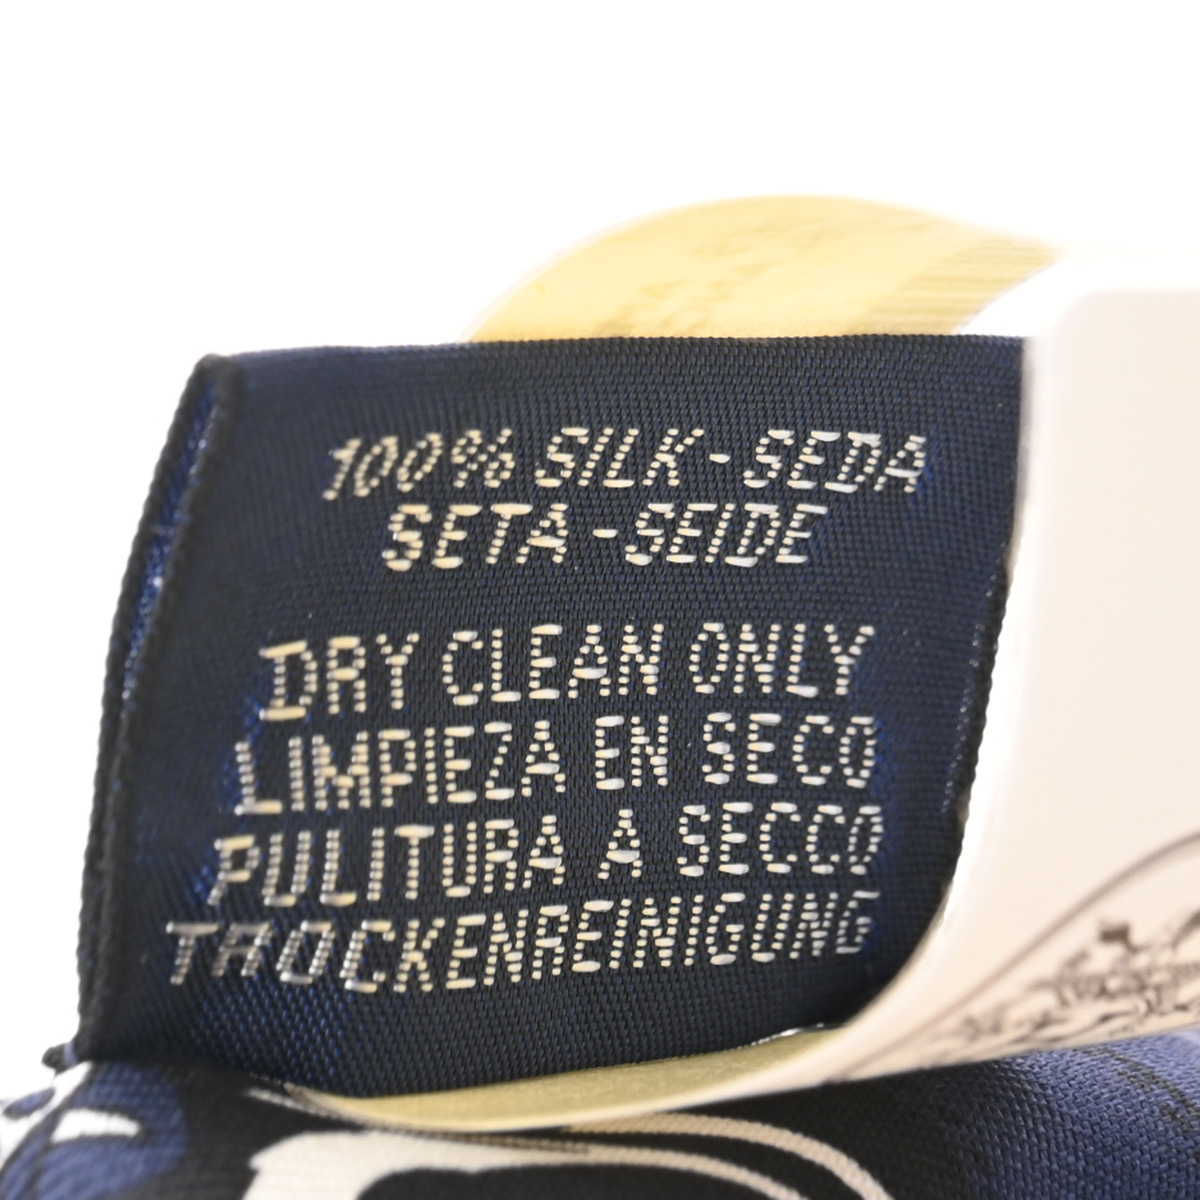 100% SILK - SEDA
SETA - SEIDE
DRY CLEAN ONLY
LIMPIEZA EN SECO
PULITURA A SECCO
TROCKENREINIGUNG